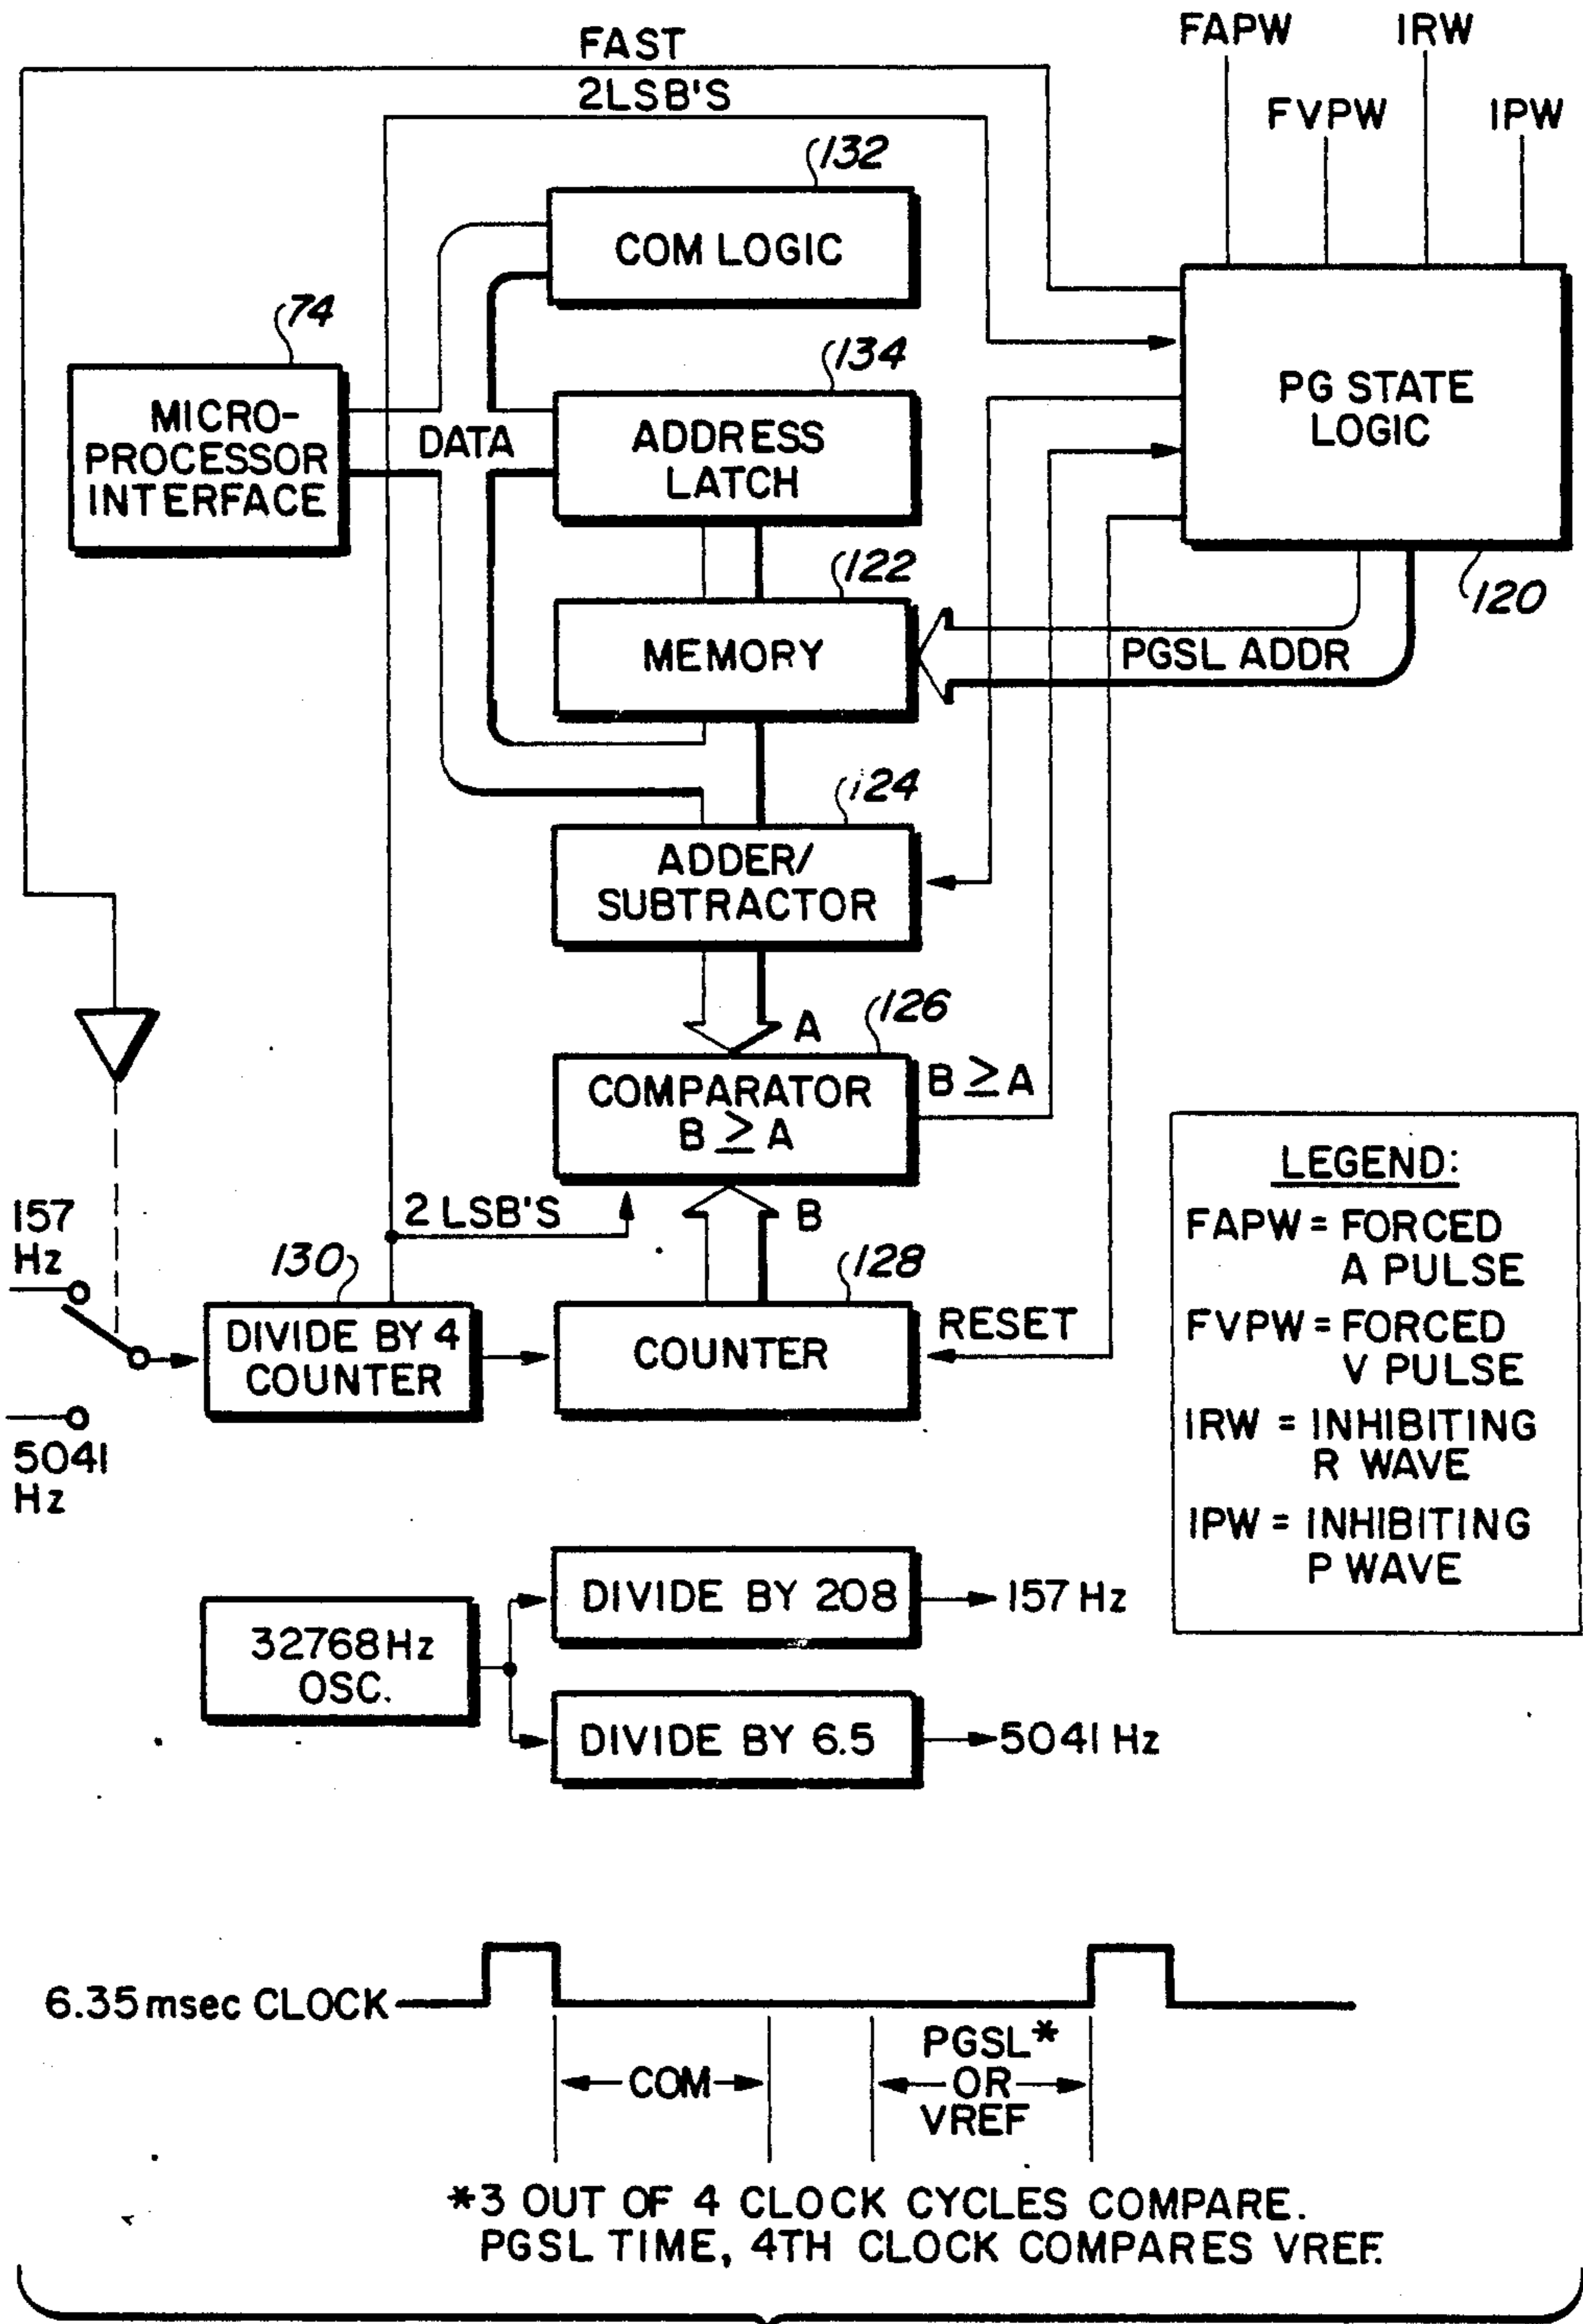 FAST
2LSB'S
FAPW
IRW
FVPW
IPW
132
COM LOGIC
74
MICRO-
PROCESSOR
INTERFACE
DATA
134
ADDRESS
LATCH
PG STATE
LOGIC
120
122
MEMORY
PGSL ADDR
124
ADDER/
SUBTRACTOR
A
126
COMPARATOR
B ≥ A
B ≥ A
2 LSB'S
B
157
Hz
130
DIVIDE BY 4
COUNTER
128
COUNTER
RESET
5041
Hz
LEGEND:
FAPW = FORCED
A PULSE
FVPW = FORCED
V PULSE
IRW = INHIBITING
R WAVE
IPW = INHIBITING
P WAVE
32768Hz
OSC.
DIVIDE BY 208
157 Hz
DIVIDE BY 6.5
5041 Hz
6.35msec CLOCK
COM
PGSL*
OR
VREF
*3 OUT OF 4 CLOCK CYCLES COMPARE.
PGSL TIME, 4TH CLOCK COMPARES VREF.